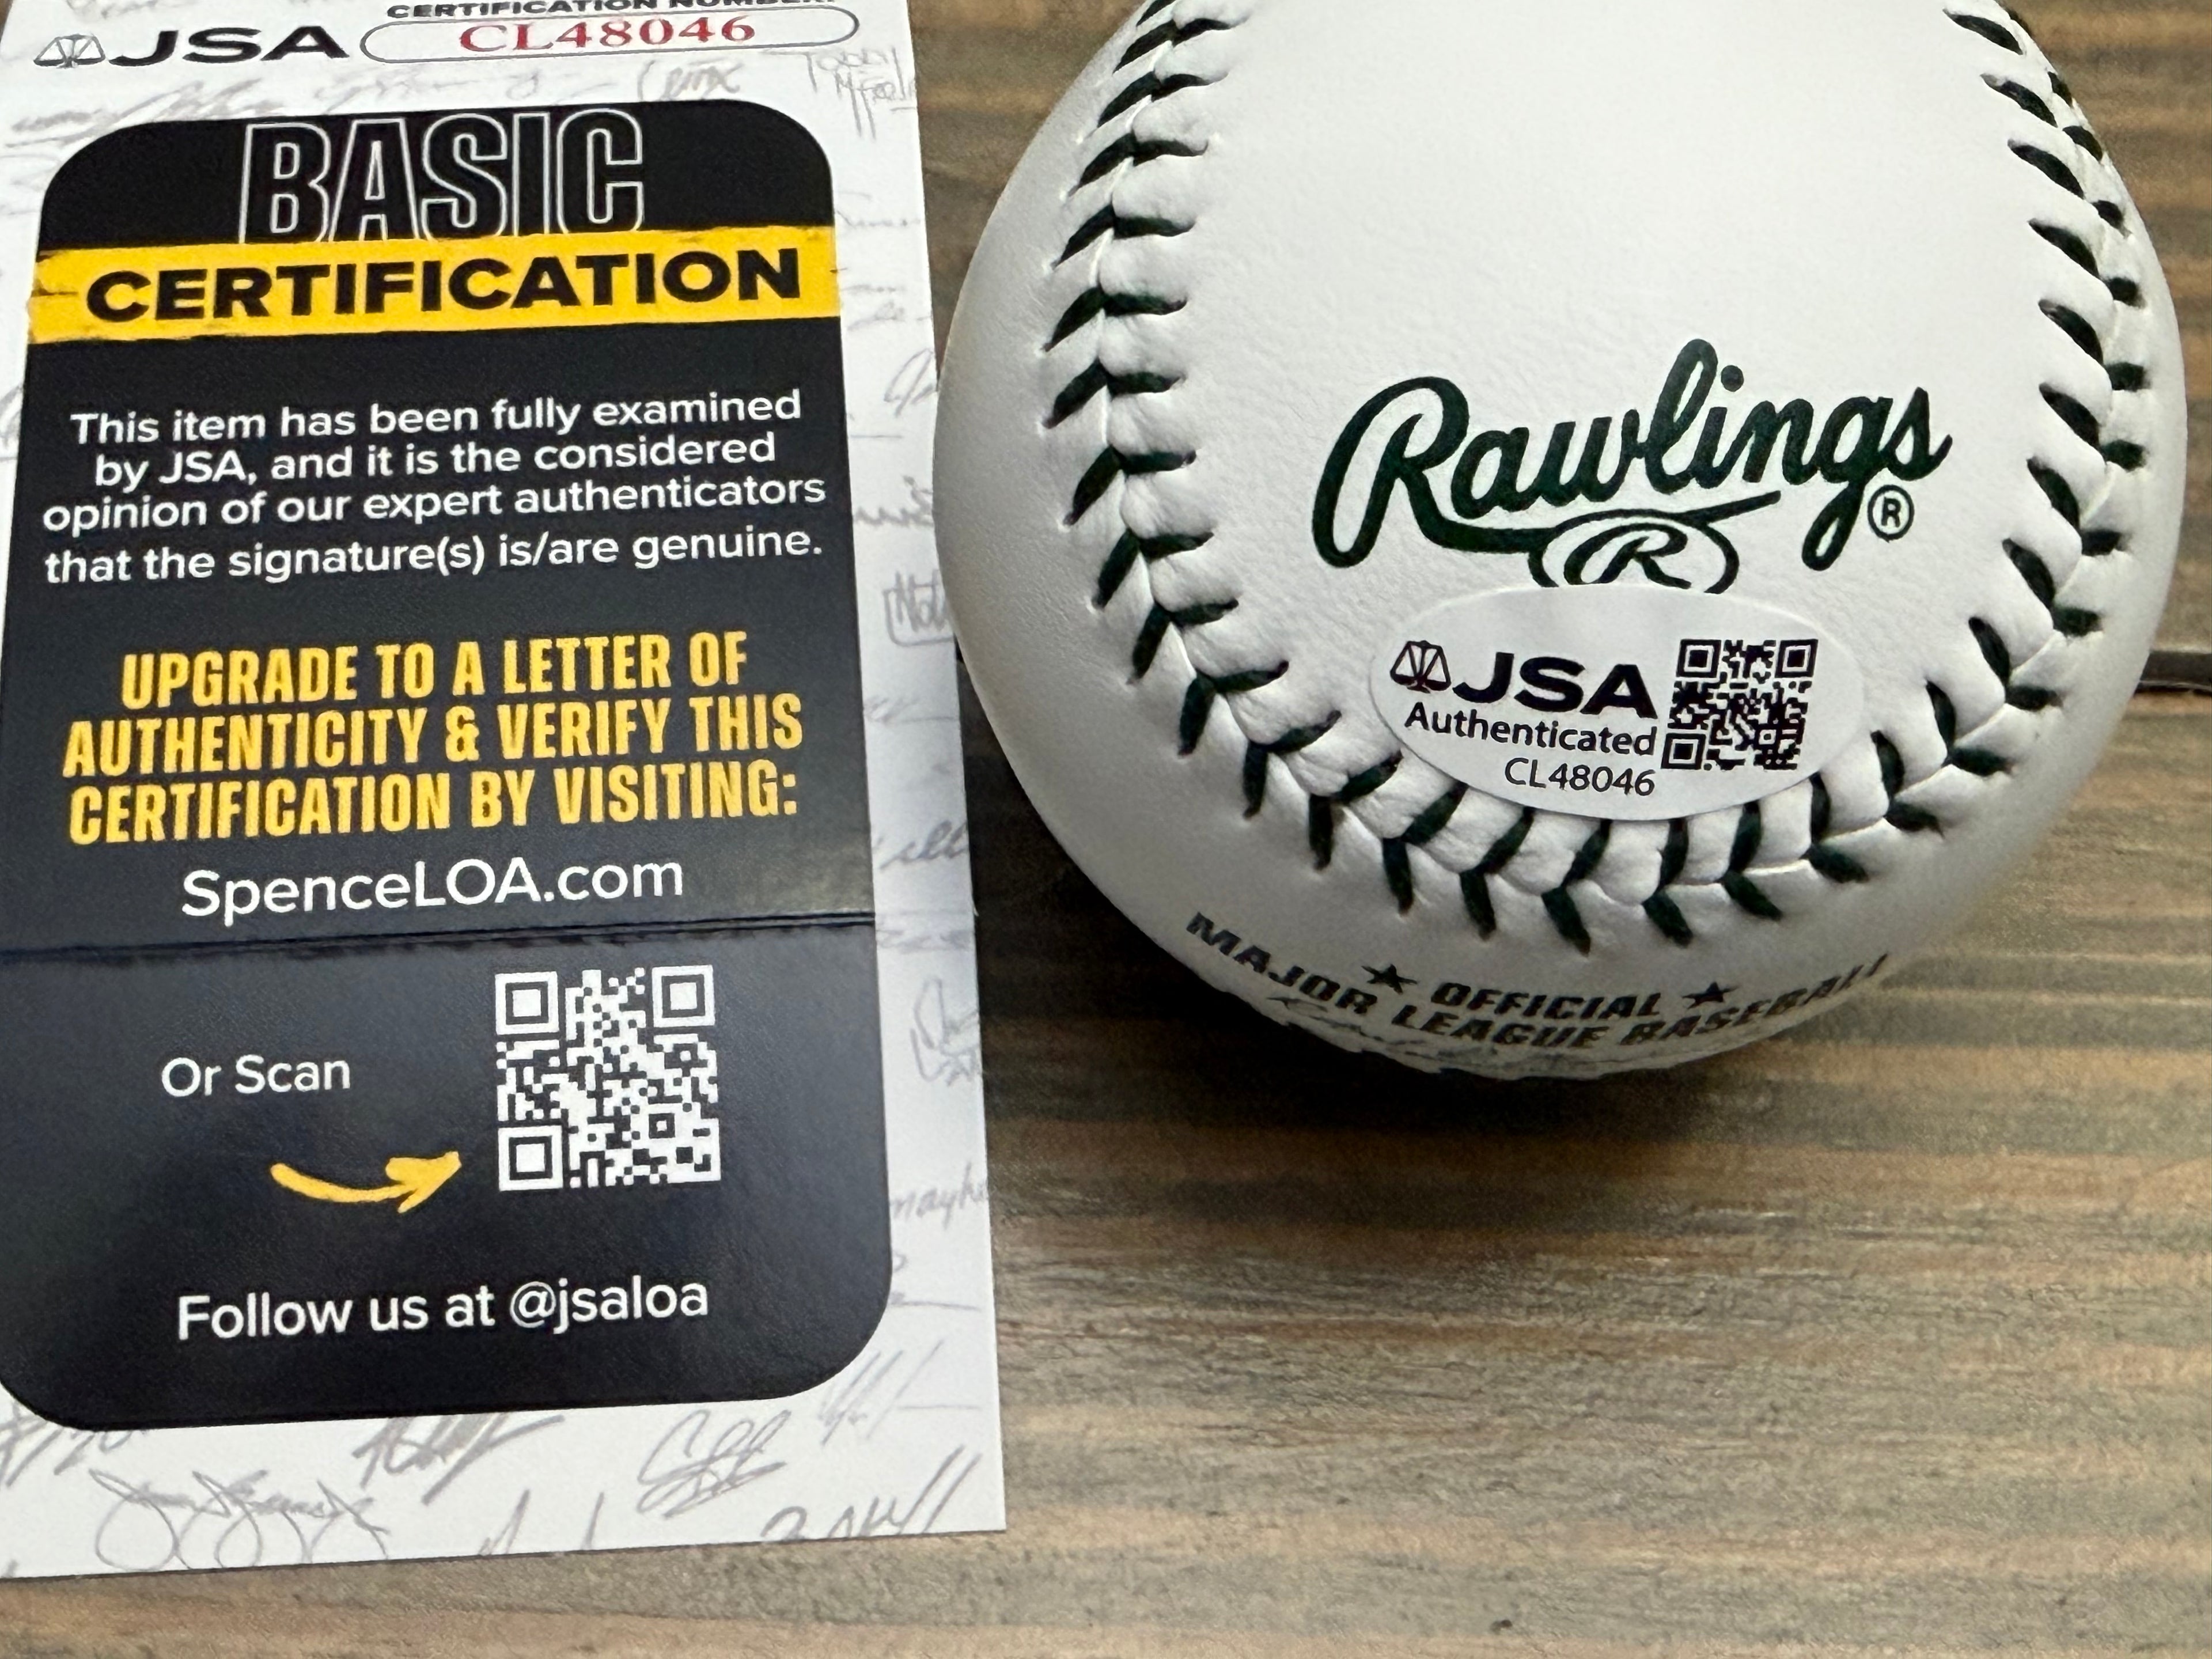 CERTIFICATION NUMBER:
JSA CL48046
BASIC
CERTIFICATION
This item has been fully examined
by JSA, and it is the considered
opinion of our expert authenticators
that the signature(s) is/are genuine.
UPGRADE TO A LETTER OF
AUTHENTICITY & VERIFY THIS
CERTIFICATION BY VISITING:
SpenceLOA.com
Or Scan
Follow us at @jsaloa
Rawlings®
R
JSA
Authenticated
CL48046
★ OFFICIAL ★
MAJOR LEAGUE BASEBALL